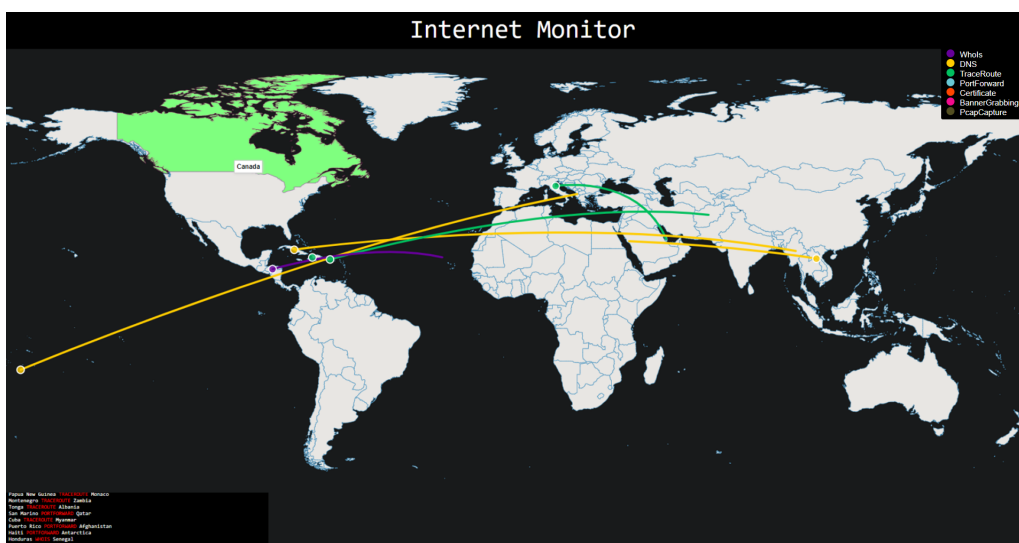 Internet Monitor
WhoIs
DNS
TraceRoute
PortForward
Certificate
BannerGrabbing
PcapCapture
Canada
Papua New Guinea TRACEROUTE Monaco
Montenegro TRACEROUTE Zambia
Tonga TRACEROUTE Albania
San Marino PORTFORWARD Qatar
Cuba TRACEROUTE Myanmar
Puerto Rico PORTFORWARD Afghanistan
Haiti PORTFORWARD Antarctica
Honduras WHOIS Senegal